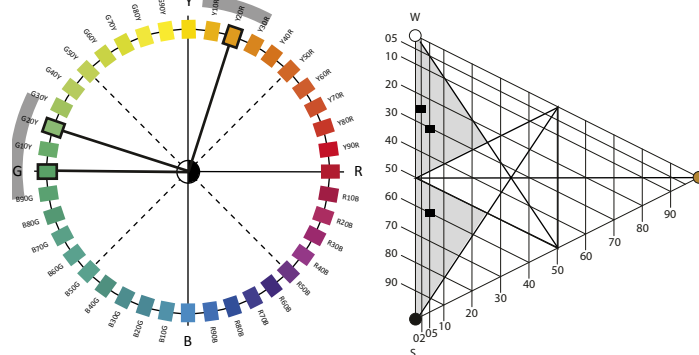 Y
Y10R
Y20R
Y30R
Y40R
Y50R
Y60R
Y70R
Y80R
Y90R
R
R10B
R20B
R30B
R40B
R50B
R60B
R70B
R80B
R90B
B
B10G
B20G
B30G
B40G
B50G
B60G
B70G
B80G
B90G
G
G10Y
G20Y
G30Y
G40Y
G50Y
G60Y
G70Y
G80Y
G90Y
W
05
10
20
30
40
50
60
70
80
90
S
02
05
10
20
30
40
50
60
70
80
90